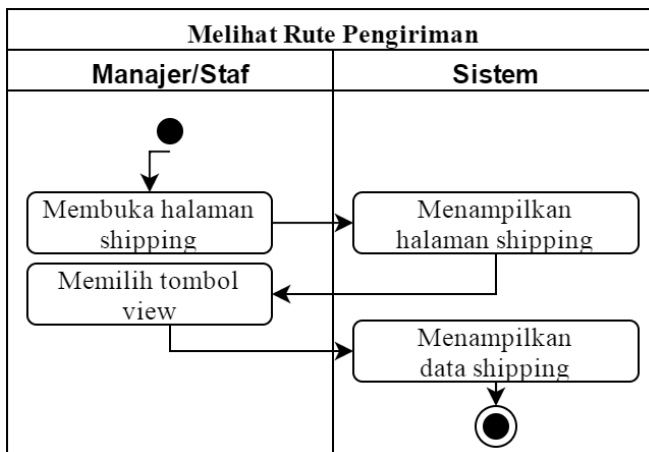 Melihat Rute Pengiriman
Manajer/Staf
Sistem
Membuka halaman
shipping
Menampilkan
halaman shipping
Memilih tombol
view
Menampilkan
data shipping